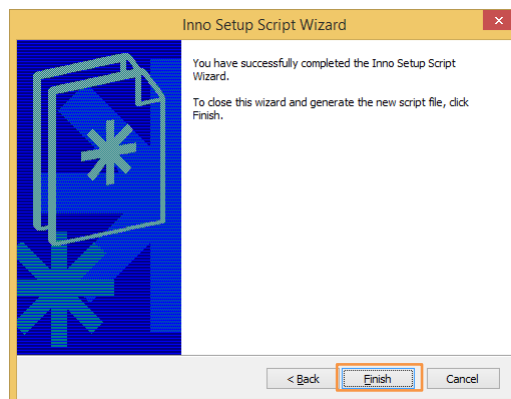 Inno Setup Script Wizard
You have successfully completed the Inno Setup Script
Wizard.
To close this wizard and generate the new script file, click
Finish.
< Back
Finish
Cancel